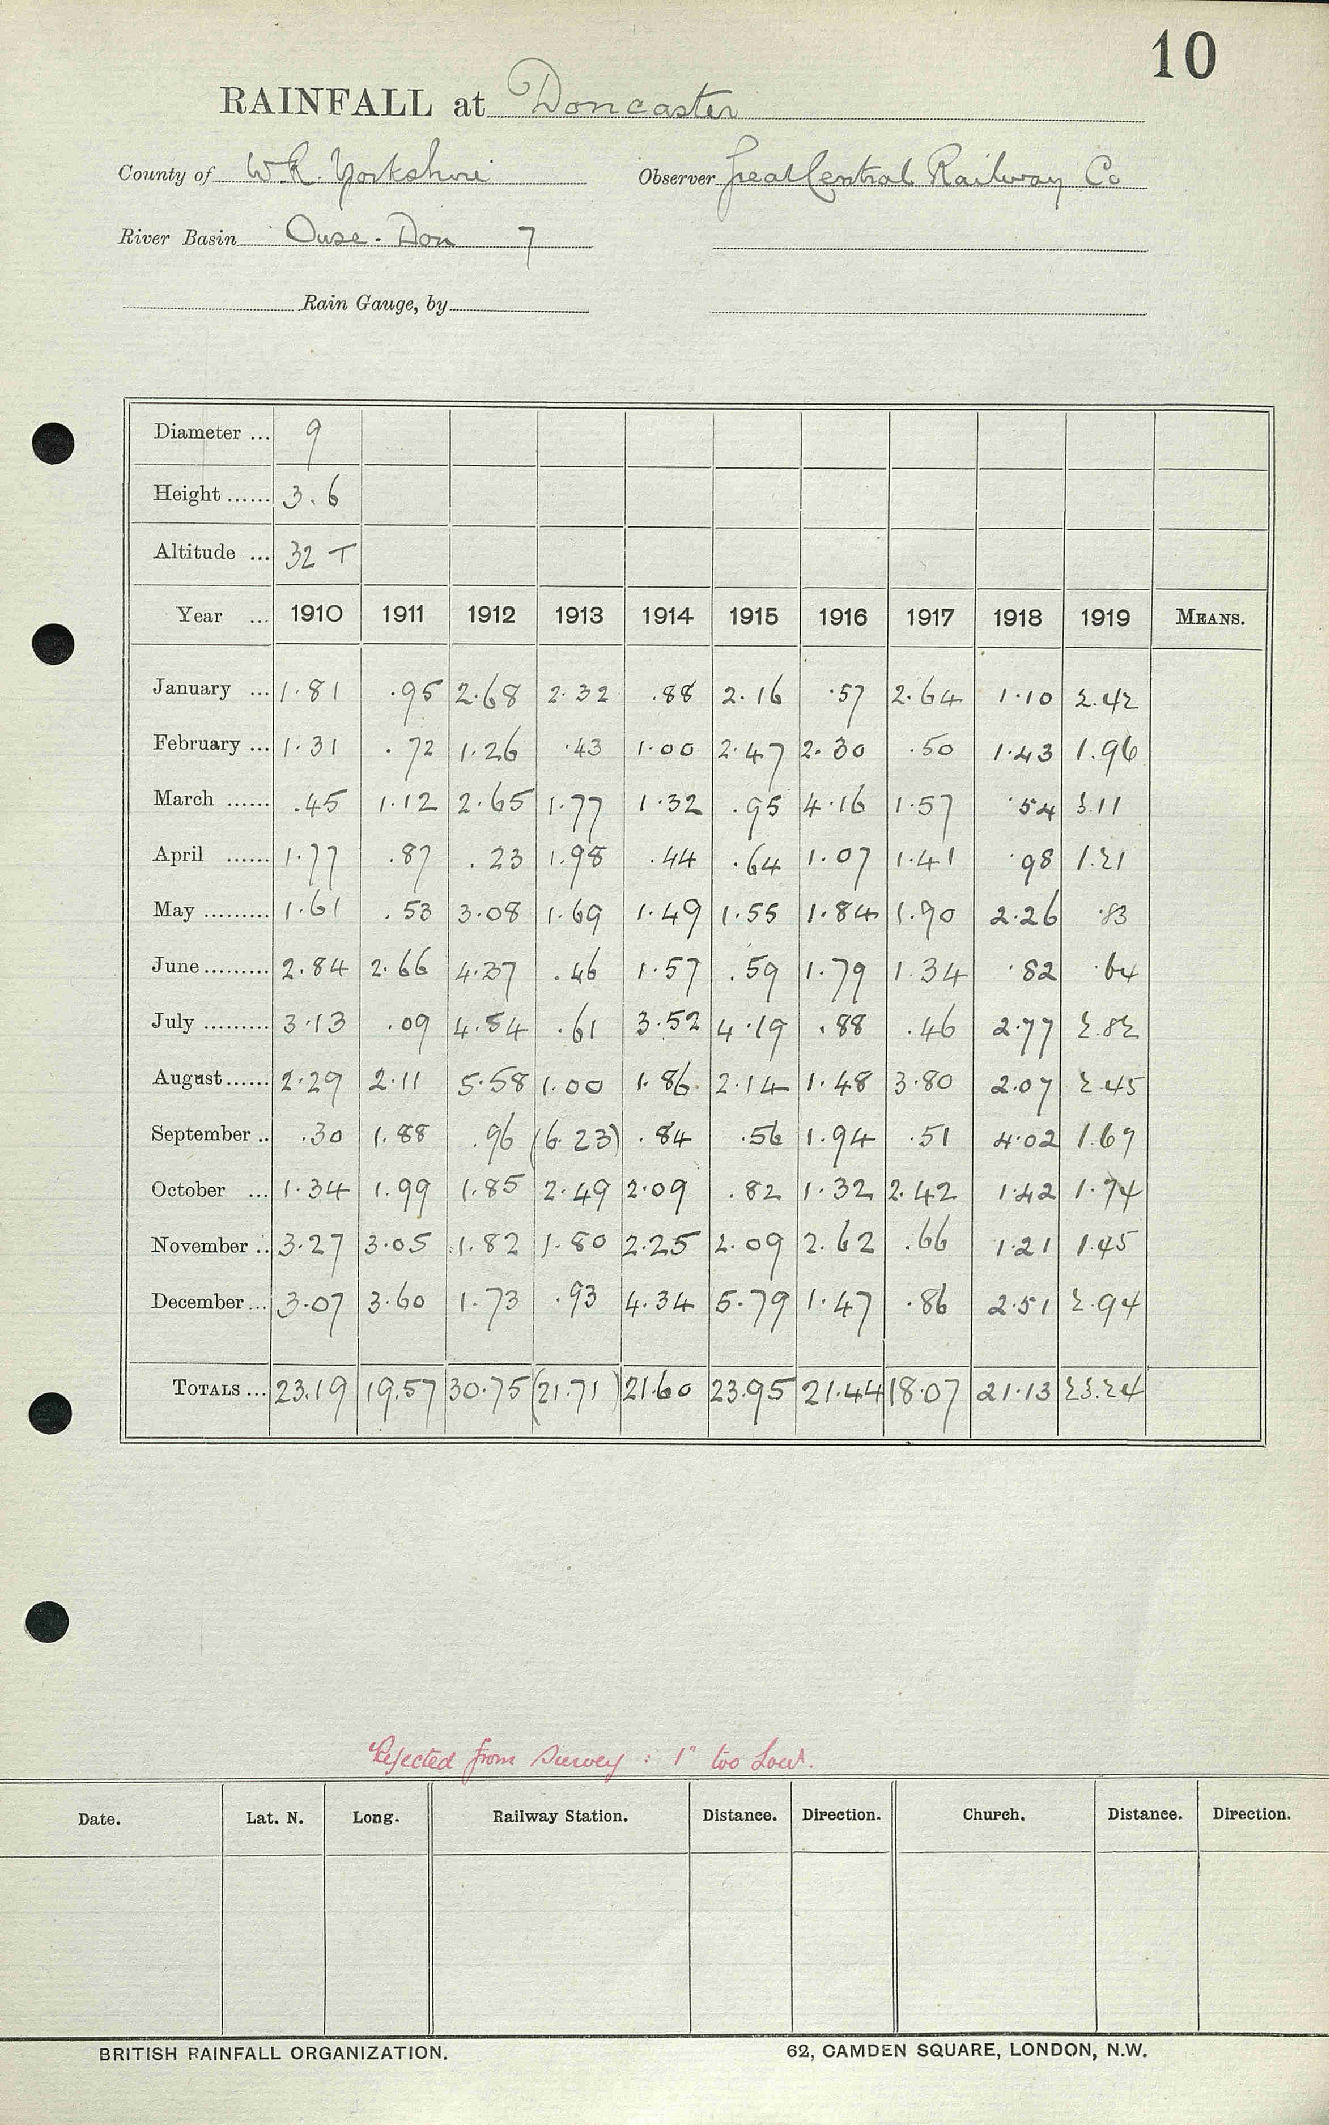 10
RAINFALL at Doncaster
County of W.R. Yorkshire Observer Great Central Railway Co
River Basin Ouse. Don 7
Rain Gauge, by
Diameter ... 9
Height ...... 3.6
Altitude ... 32 T
Year ... 1910 1911 1912 1913 1914 1915 1916 1917 1918 1919 MEANS.
January ... 1.81 .95 2.68 2.32 .88 2.16 .57 2.64 1.10 2.42
February ... 1.31 .72 1.26 .43 1.00 2.47 2.30 .50 1.43 1.96
March ...... .45 1.12 2.65 1.77 1.32 .95 4.16 1.57 .54 3.11
April ...... 1.77 .87 .23 1.98 .44 .64 1.07 1.41 .98 1.21
May ......... 1.61 .53 3.08 1.69 1.49 1.55 1.84 1.90 2.26 .83
June ......... 2.84 2.66 4.37 .46 1.57 .59 1.79 1.34 .82 .64
July ......... 3.13 .09 4.54 .61 3.52 4.19 .88 .46 2.77 2.82
August ...... 2.29 2.11 5.58 1.00 1.86 2.14 1.48 3.80 2.07 2.45
September .. .30 1.88 .96 (6.23) .84 .56 1.94 .51 4.02 1.67
October ... 1.34 1.99 1.85 2.49 2.09 .82 1.32 2.42 1.42 1.74
November .. 3.27 3.05 1.82 1.80 2.25 2.09 2.62 .66 1.21 1.45
December ... 3.07 3.60 1.73 .93 4.34 5.79 1.47 .86 2.51 2.94
TOTALS ... 23.19 19.57 30.75 (21.71) 21.60 23.95 21.44 18.07 21.13 23.24
Rejected from Survey : 1" too Low.
Date. Lat. N. Long. Railway Station. Distance. Direction. Church. Distance. Direction.
BRITISH RAINFALL ORGANIZATION. 62, CAMDEN SQUARE, LONDON, N.W.